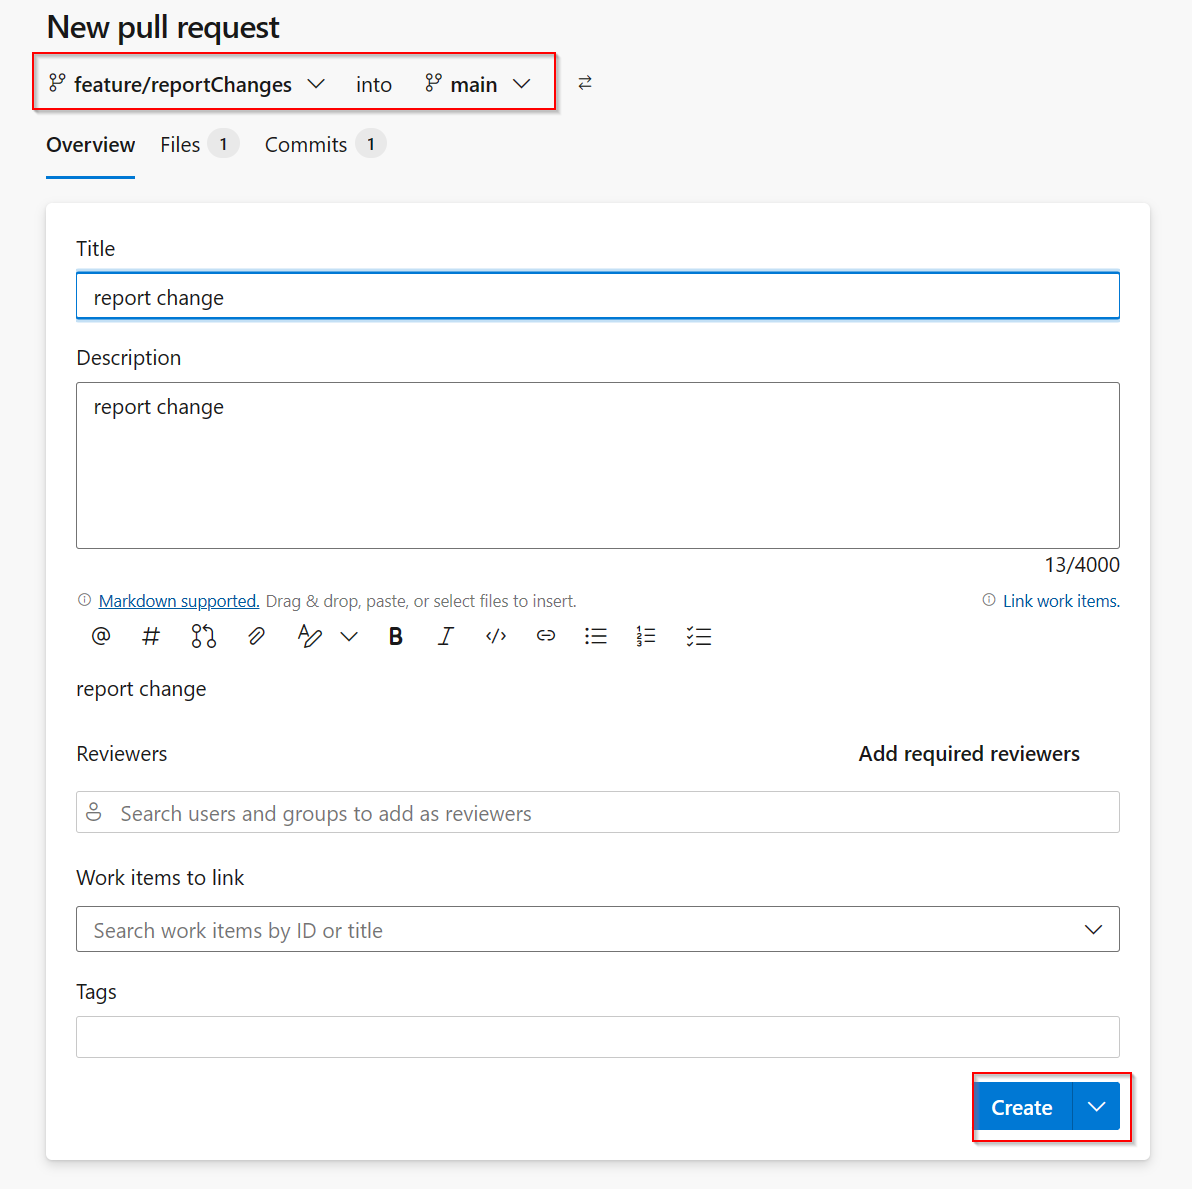 New pull request
feature/reportChanges into main
Overview Files 1 Commits 1
Title
report change
Description
report change
13/4000
Markdown supported. Drag & drop, paste, or select files to insert. Link work items.
report change
Reviewers Add required reviewers
Search users and groups to add as reviewers
Work items to link
Search work items by ID or title
Tags
Create